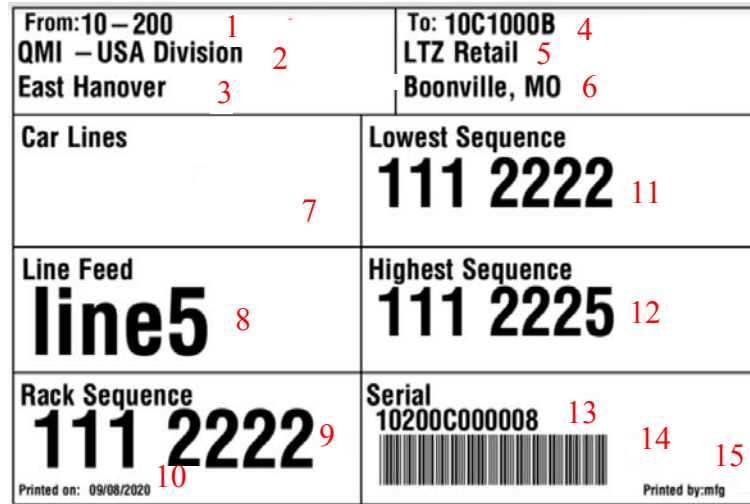 From:10-200 1
QMI -USA Division 2
East Hanover 3
To: 10C1000B 4
LTZ Retail 5
Boonville, MO 6
Car Lines
7
Lowest Sequence
111 2222 11
Line Feed
line5 8
Highest Sequence
111 2225 12
Rack Sequence
111 2222 9
Printed on: 09/08/2020 10
Serial
10200C000008 13
14
15
Printed by:mfg